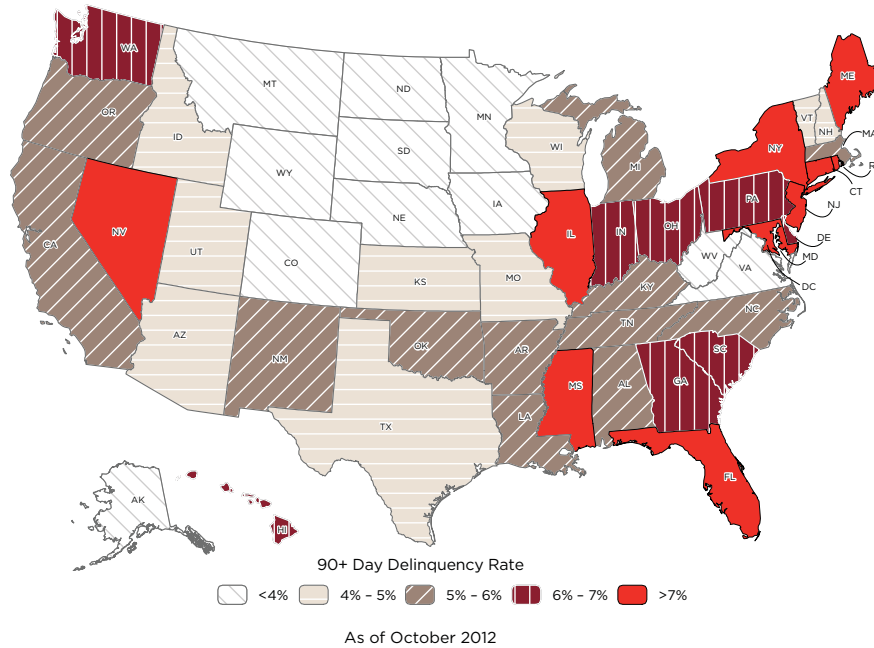 WA
ME
MT
ND
OR
MN
VT
NH
ID
WI
NY
MA
SD
MI
R
WY
CT
IA
PA
NJ
NE
NV
OH
IL
IN
DE
CA
UT
CO
WV
MD
VA
KS
MO
KY
DC
NC
TN
AZ
OK
NM
AR
SC
GA
MS
AL
LA
TX
FL
AK
HI
90+ Day Delinquency Rate
<4% 4% – 5% 5% – 6% 6% – 7% >7%
As of October 2012